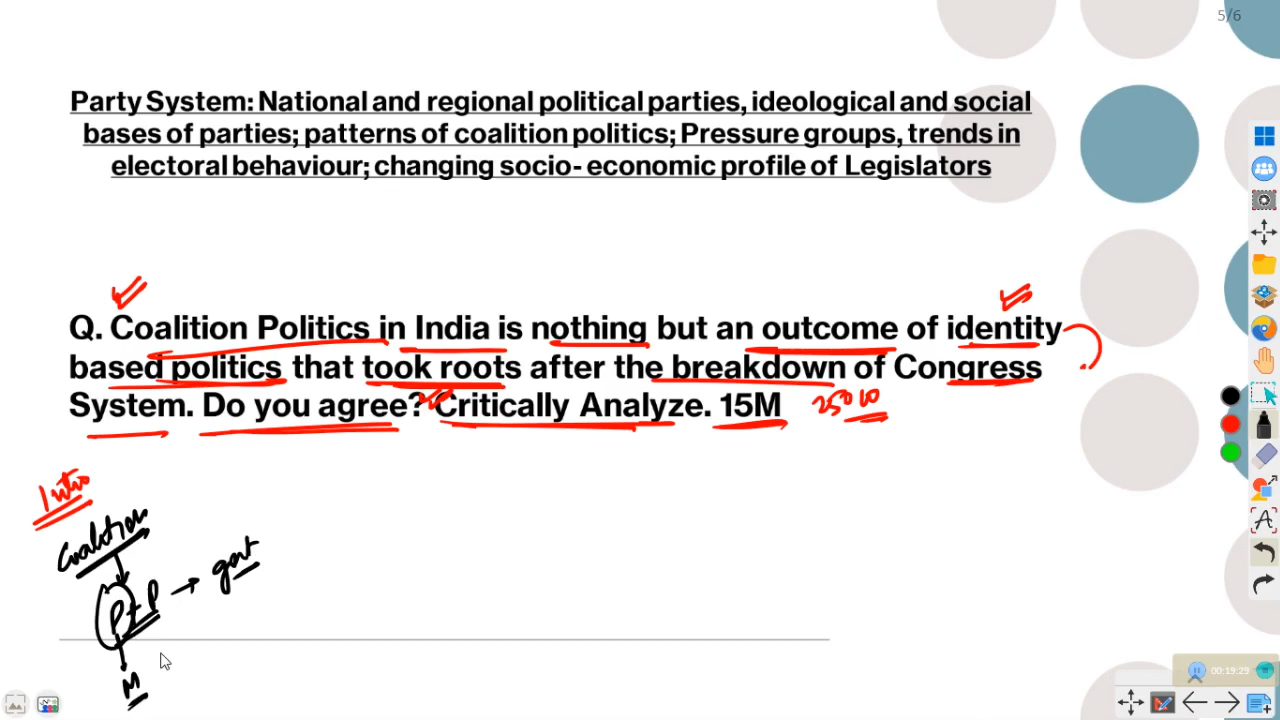 5/6
Party System: National and regional political parties, ideological and social
bases of parties; patterns of coalition politics; Pressure groups, trends in
electoral behaviour; changing socio- economic profile of Legislators
Q. Coalition Politics in India is nothing but an outcome of identity
based politics that took roots after the breakdown of Congress
System. Do you agree? Critically Analyze. 15M
Intro
Coalition
P + P → govt
M
00:19:29